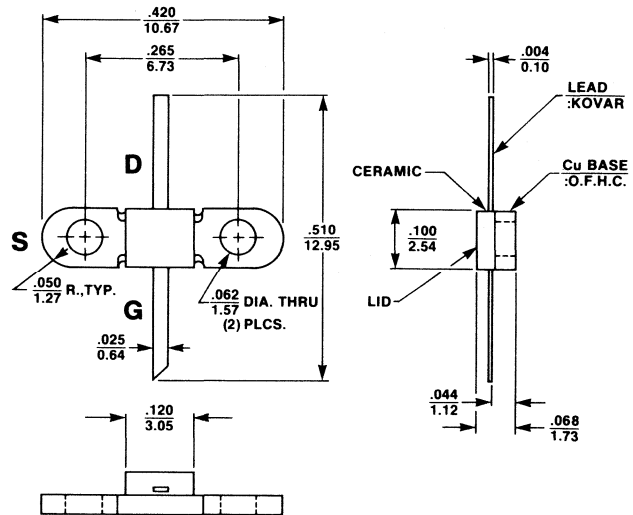 .420
10.67
.265
6.73
.004
0.10
LEAD
:KOVAR
D
CERAMIC
Cu BASE
:O.F.H.C.
S
.510
12.95
.100
2.54
.050
1.27 R.,TYP.
G
.062
1.57 DIA. THRU
(2) PLCS.
LID
.025
0.64
.044
1.12
.068
1.73
.120
3.05